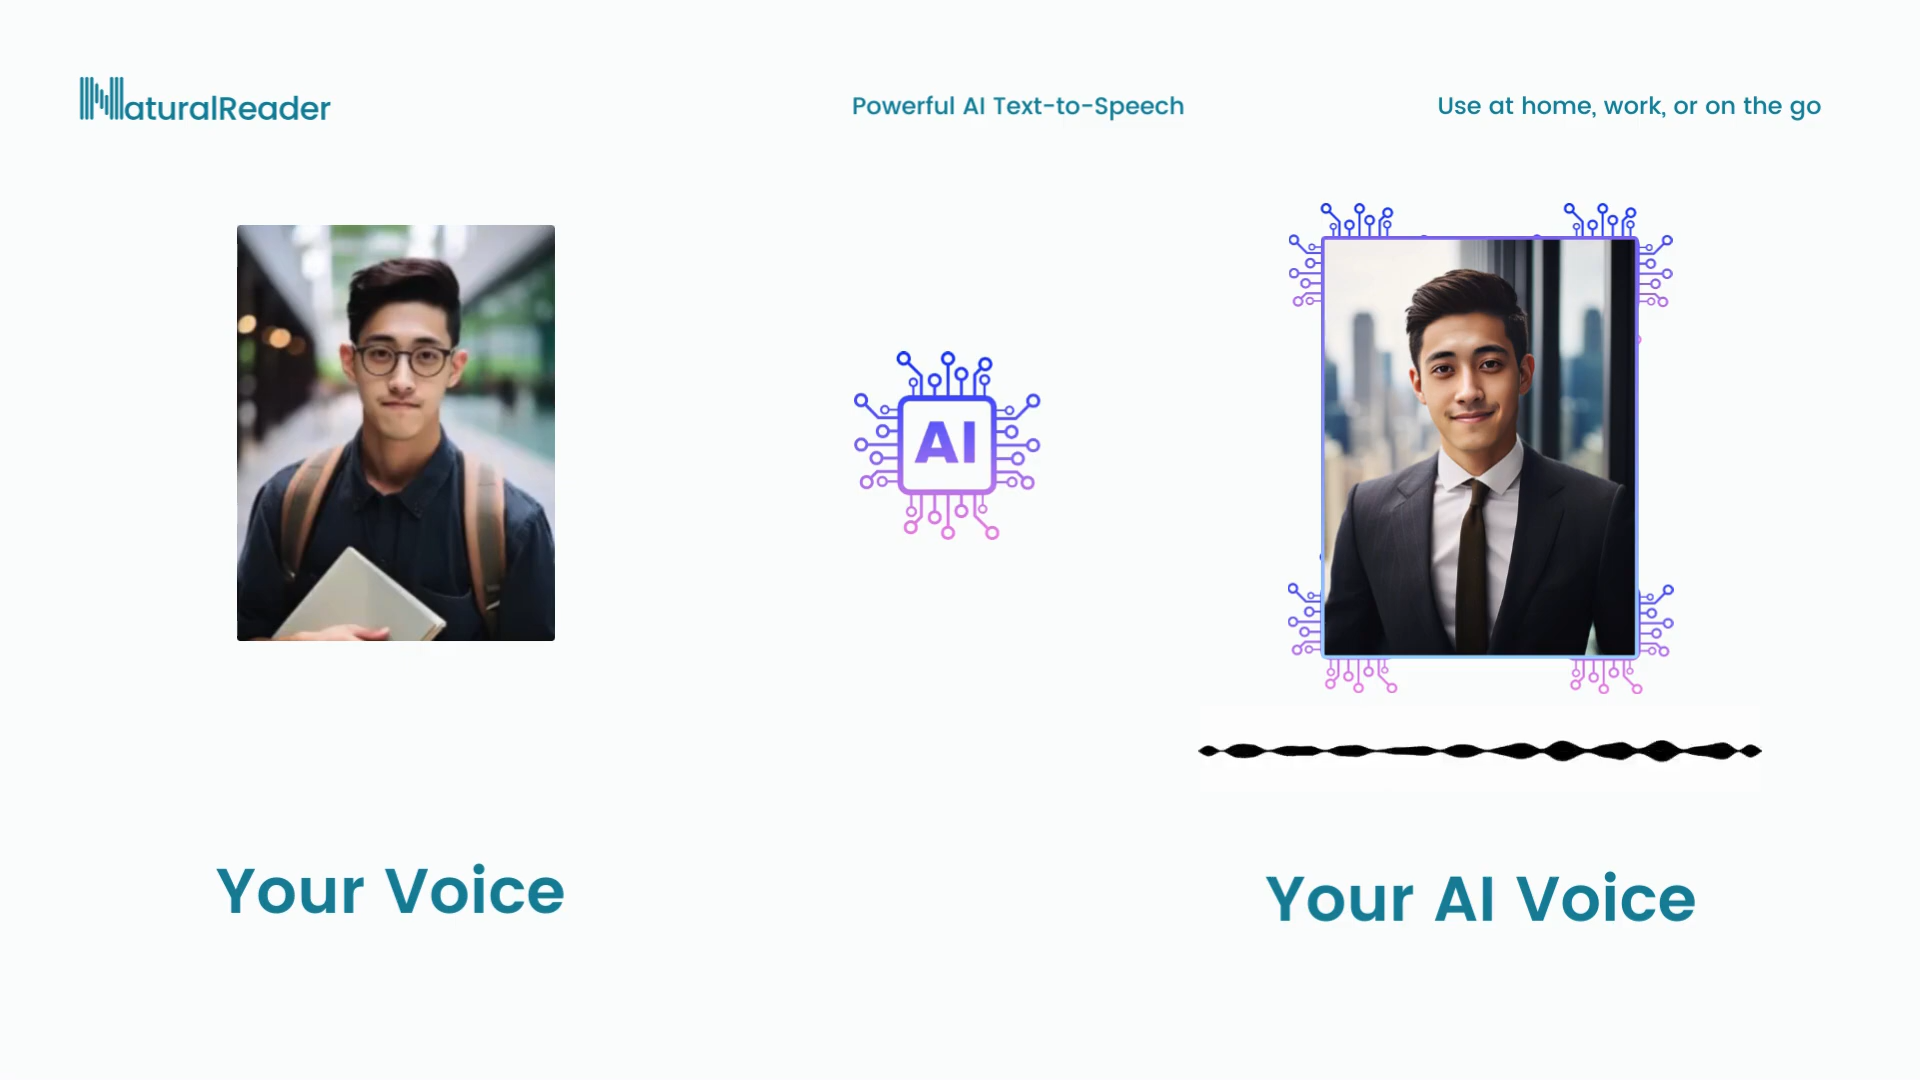 NaturalReader
Powerful AI Text-to-Speech
Use at home, work, or on the go
AI
Your Voice
Your AI Voice